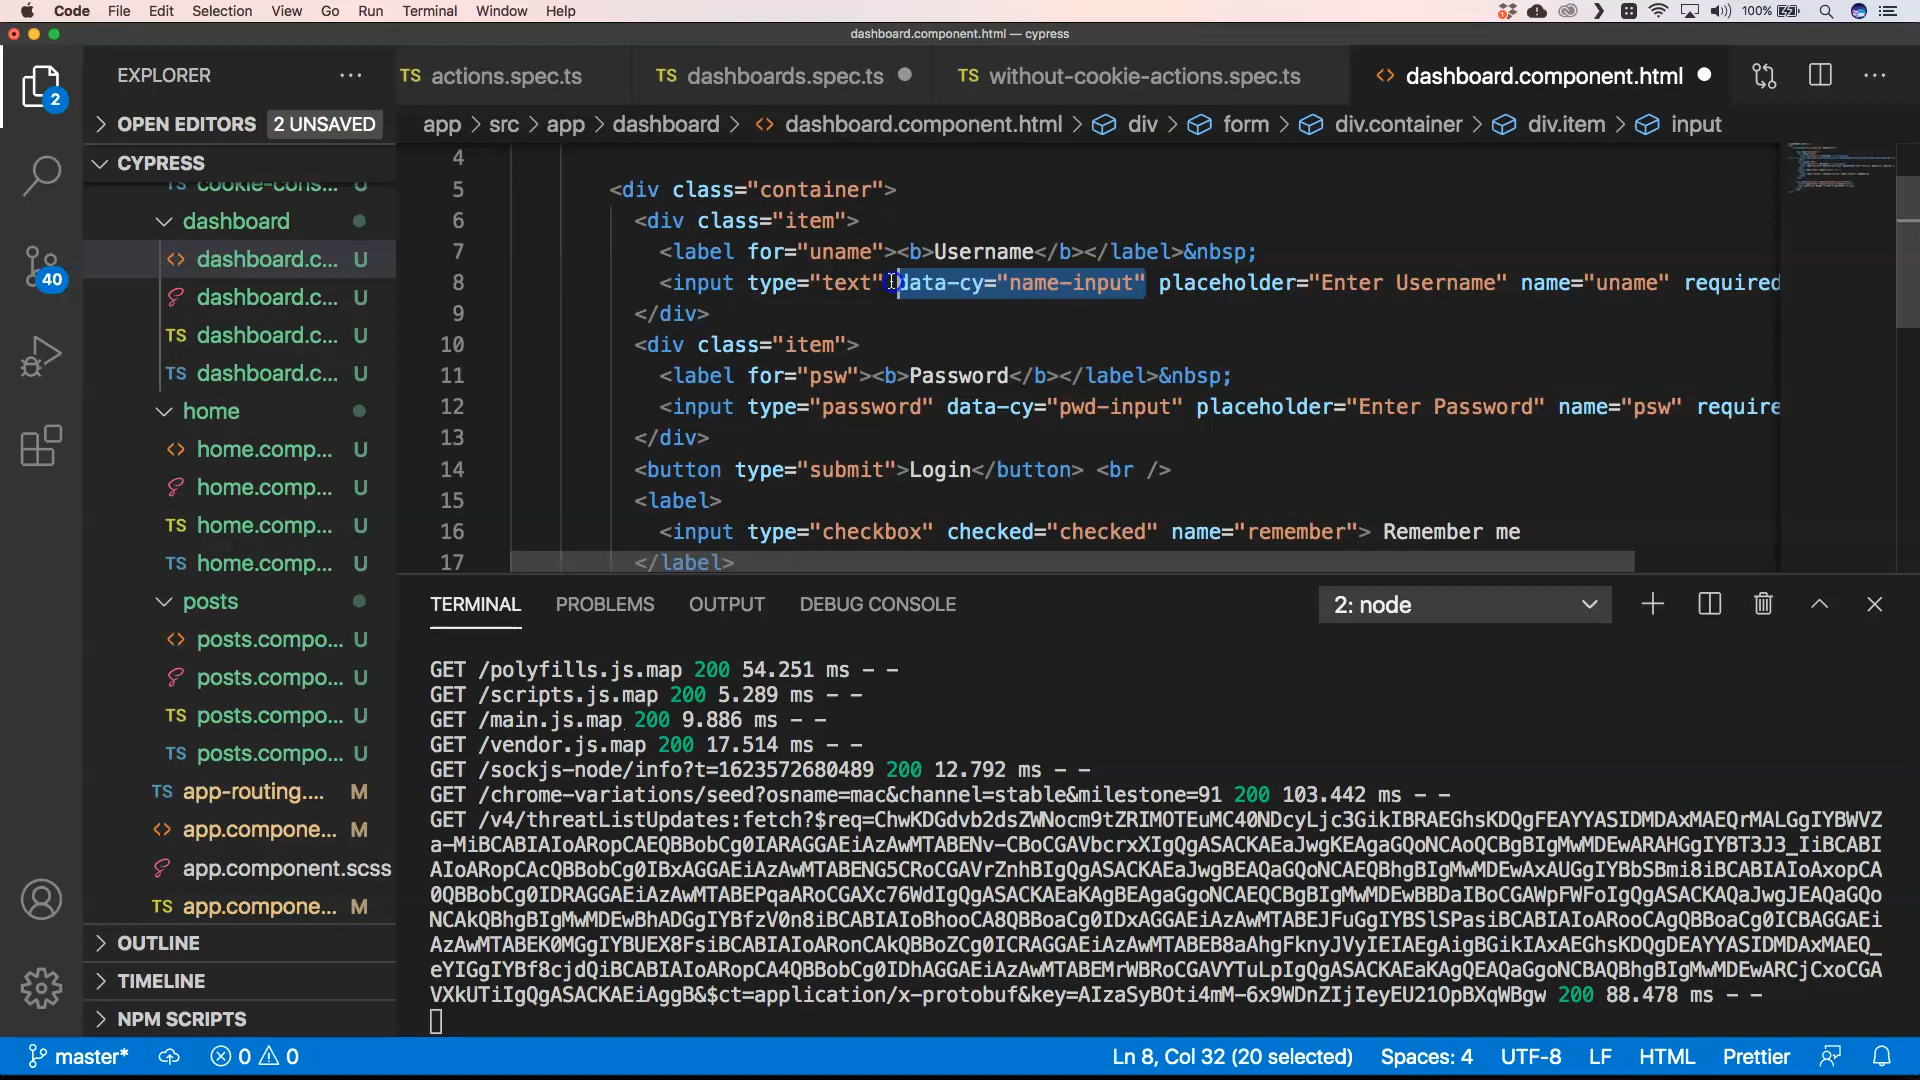 Code File Edit Selection View Go Run Terminal Window Help 100%
dashboard.component.html — cypress
EXPLORER
TS actions.spec.ts TS dashboards.spec.ts TS without-cookie-actions.spec.ts <> dashboard.component.html
2
OPEN EDITORS 2 UNSAVED
app > src > app > dashboard > <> dashboard.component.html > div > form > div.container > div.item > input
CYPRESS
TS cookie-cons... U
dashboard
<> dashboard.c... U
dashboard.c... U
TS dashboard.c... U
TS dashboard.c... U
home
<> home.comp... U
home.comp... U
TS home.comp... U
TS home.comp... U
posts
<> posts.compo... U
posts.compo... U
TS posts.compo... U
TS posts.compo... U
TS app-routing.... M
<> app.compone... M
app.component.scss
TS app.compone... M
OUTLINE
TIMELINE
NPM SCRIPTS
40
4
5 <div class="container">
6 <div class="item">
7 <label for="uname"><b>Username</b></label>&nbsp;
8 <input type="text" data-cy="name-input" placeholder="Enter Username" name="uname" required
9 </div>
10 <div class="item">
11 <label for="psw"><b>Password</b></label>&nbsp;
12 <input type="password" data-cy="pwd-input" placeholder="Enter Password" name="psw" require
13 </div>
14 <button type="submit">Login</button> <br />
15 <label>
16 <input type="checkbox" checked="checked" name="remember"> Remember me
17 </label>
TERMINAL PROBLEMS OUTPUT DEBUG CONSOLE 2: node
GET /polyfills.js.map 200 54.251 ms - -
GET /scripts.js.map 200 5.289 ms - -
GET /main.js.map 200 9.886 ms - -
GET /vendor.js.map 200 17.514 ms - -
GET /sockjs-node/info?t=1623572680489 200 12.792 ms - -
GET /chrome-variations/seed?osname=mac&channel=stable&milestone=91 200 103.442 ms - -
GET /v4/threatListUpdates:fetch?$req=ChwKDGdvb2dsZWNocm9tZRIMOTEuMC40NDcyLjc3GikIBRAEGhsKDQgFEAYYASIDMDAxMAEQrMALGgIYBWVZ
a-MiBCABIAIoARopCAEQBBobCg0IARAGGAEiAzAwMTABENv-CBoCGAVbcrxXIgQgASACKAEaJwgKEAgaGQoNCAoQCBgBIgMwMDEwARAHGgIYBT3J3_IiBCABI
AIoARopCAcQBBobCg0IBxAGGAEiAzAwMTABENG5CRoCGAVrZnhBIgQgASACKAEaJwgBEAQaGQoNCAEQBhgBIgMwMDEwAxAUGgIYBbSBmi8iBCABIAIoAxopCA
0QBBobCg0IDRAGGAEiAzAwMTABEPqaARoCGAXc76WdIgQgASACKAEaKAgBEAgaGgoNCAEQCBgBIgMwMDEwBBDaIBoCGAWpFWFoIgQgASACKAQaJwgJEAQaGQo
NCAkQBhgBIgMwMDEwBhADGgIYBfzV0n8iBCABIAIoBhooCA8QBBoaCg0IDxAGGAEiAzAwMTABEJFuGgIYBSlSPasiBCABIAIoARooCAgQBBoaCg0ICBAGGAEi
AzAwMTABEK0MGgIYBUEX8FsiBCABIAIoARonCAkQBBoZCg0ICRAGGAEiAzAwMTABEB8aAhgFknyJVyIEIAEgAigBGikIAxAEGhsKDQgDEAYYASIDMDAxMAEQ_
eYIGgIYBf8cjdQiBCABIAIoARopCA4QBBobCg0IDhAGGAEiAzAwMTABEMrWBRoCGAVYTuLpIgQgASACKAEaKAgQEAQaGgoNCBAQBhgBIgMwMDEwARCjCxoCGA
VXkUTiIgQgASACKAEiAggB&$ct=application/x-protobuf&key=AIzaSyBOti4mM-6x9WDnZIjIeyEU21OpBXqWBgw 200 88.478 ms - -
master* 0 0 Ln 8, Col 32 (20 selected) Spaces: 4 UTF-8 LF HTML Prettier